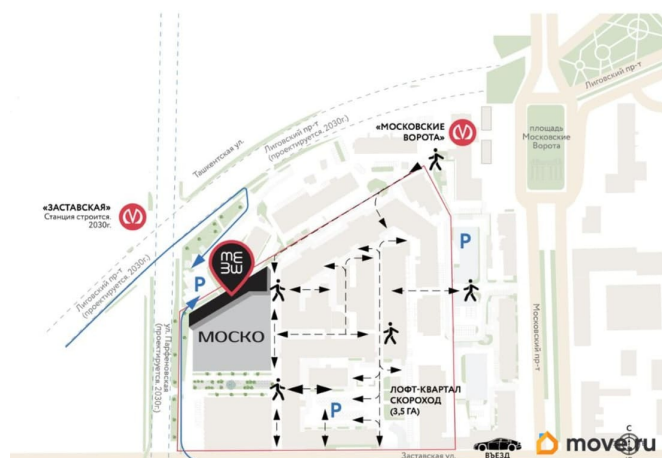 Лиговский пр-т
«МОСКОВСКИЕ
ВОРОТА»
площадь
Московские
Ворота
Ташкентская ул.
Лиговский пр-т
(проектируется, 2030г.)
«ЗАСТАВСКАЯ»
Станция строится.
2030г.
Лиговский пр-т
(проектируется, 2030г.)
P
P
ME
МОСКО
ул. Парфеновская
(проектируется, 2030г.)
Московский пр-т
ЛОФТ-КВАРТАЛ
СКОРОХОД
(3,5 ГА)
P
Заставская ул.
ВЪЕЗД
С
move.ru